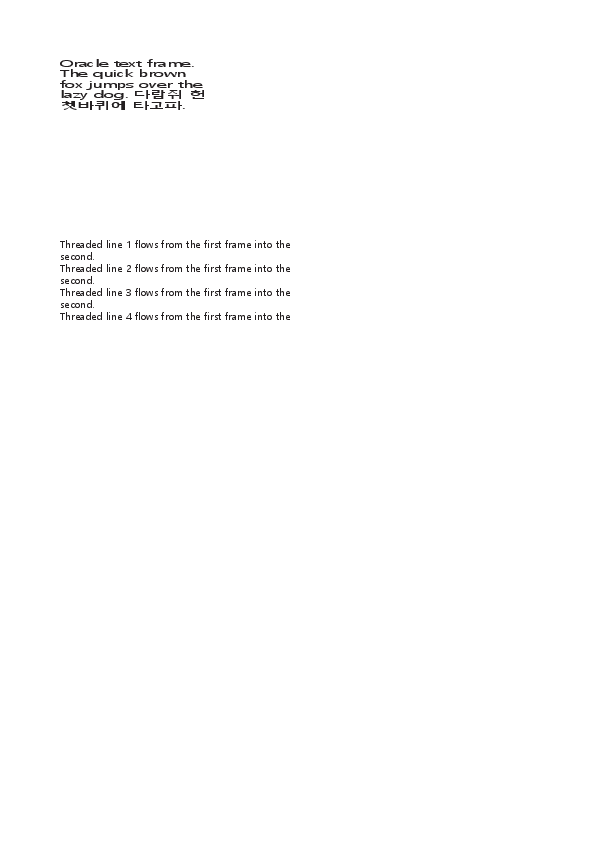 Oracle text frame.
The quick brown
fox jumps over the
lazy dog. 다람쥐 헌
쳇바퀴에 타고파.
Threaded line 1 flows from the first frame into the
second.
Threaded line 2 flows from the first frame into the
second.
Threaded line 3 flows from the first frame into the
second.
Threaded line 4 flows from the first frame into the